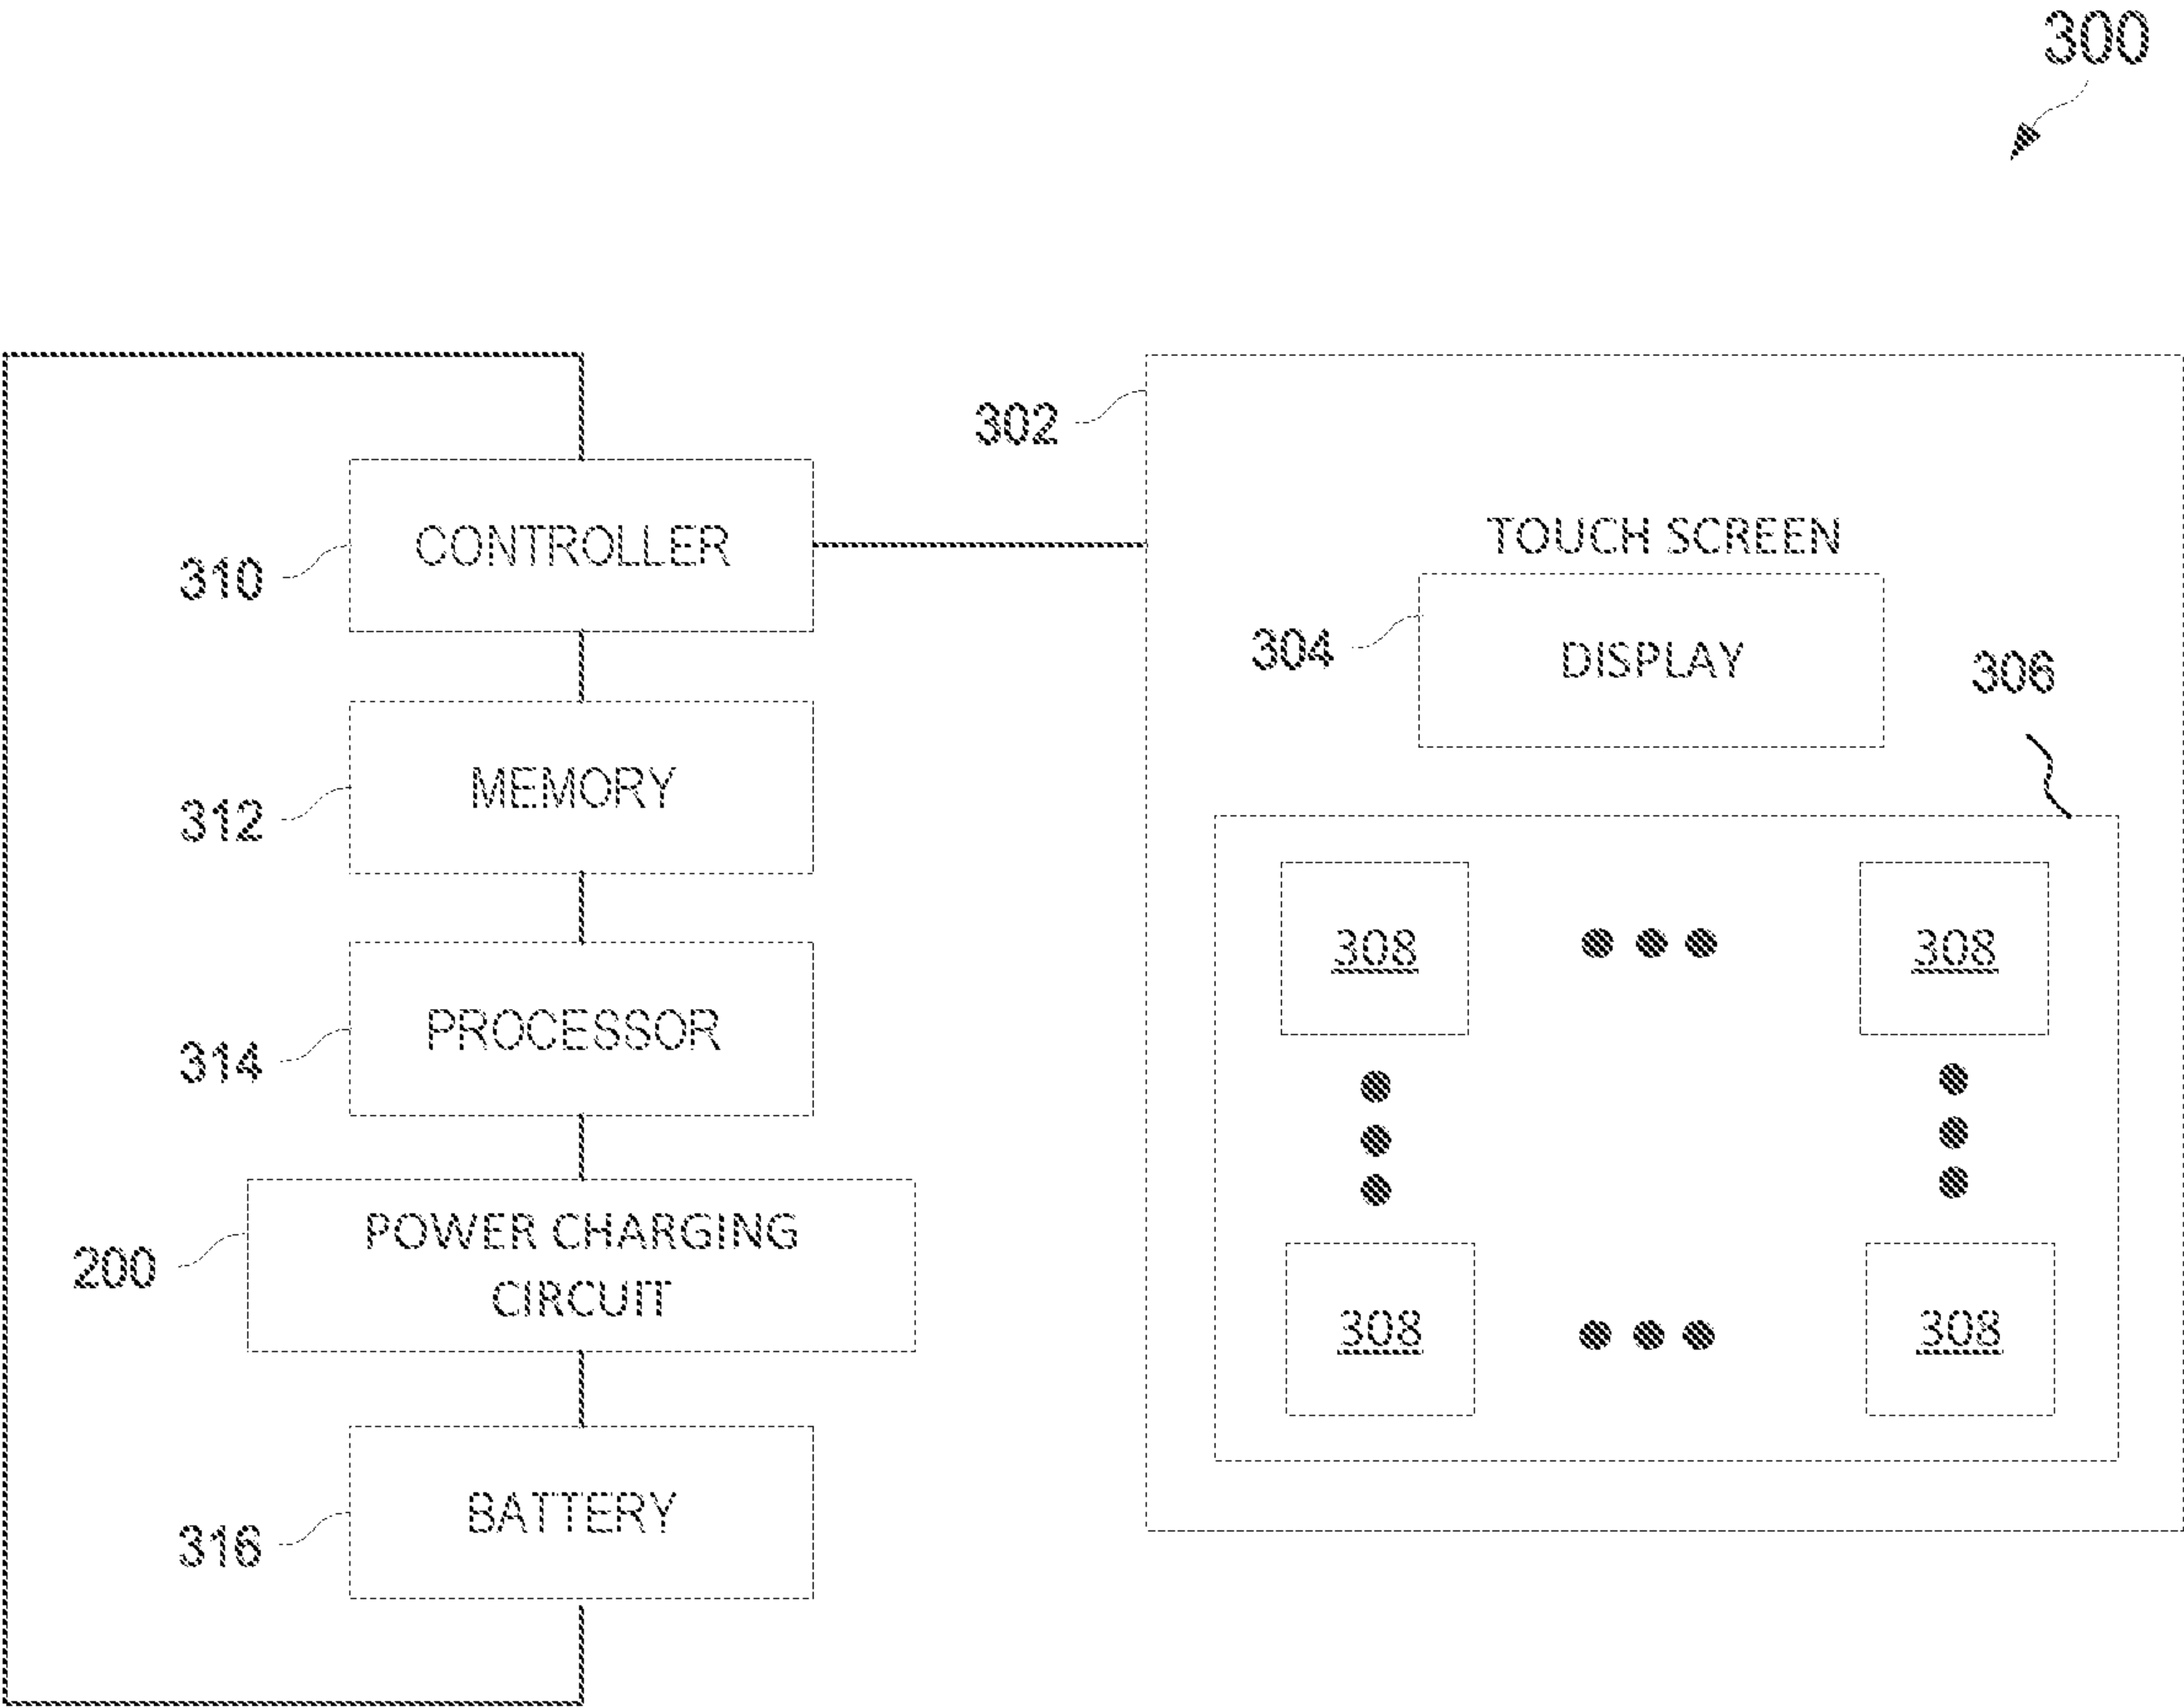 300
302
CONTROLLER
310
TOUCH SCREEN
304
DISPLAY
306
MEMORY
312
308
308
PROCESSOR
314
POWER CHARGING
CIRCUIT
200
308
308
BATTERY
316